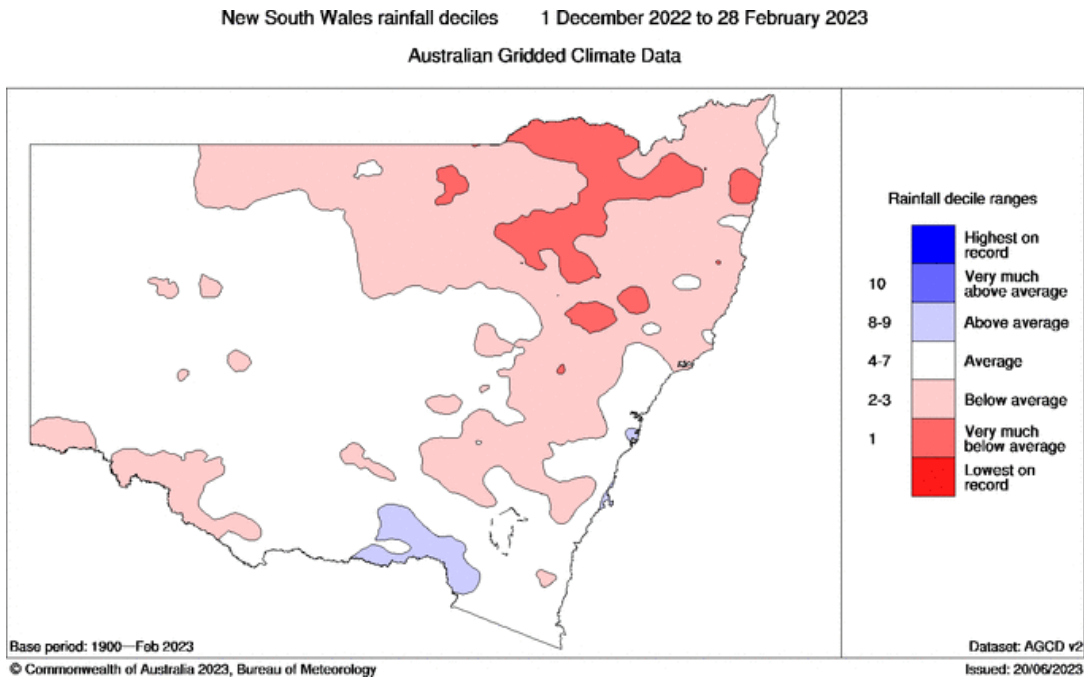 New South Wales rainfall deciles 1 December 2022 to 28 February 2023
Australian Gridded Climate Data
Rainfall decile ranges
Highest on
record
10 Very much
above average
8-9 Above average
4-7 Average
2-3 Below average
1 Very much
below average
Lowest on
record
Base period: 1900—Feb 2023 Dataset: AGCD v2
© Commonwealth of Australia 2023, Bureau of Meteorology Issued: 20/06/2023